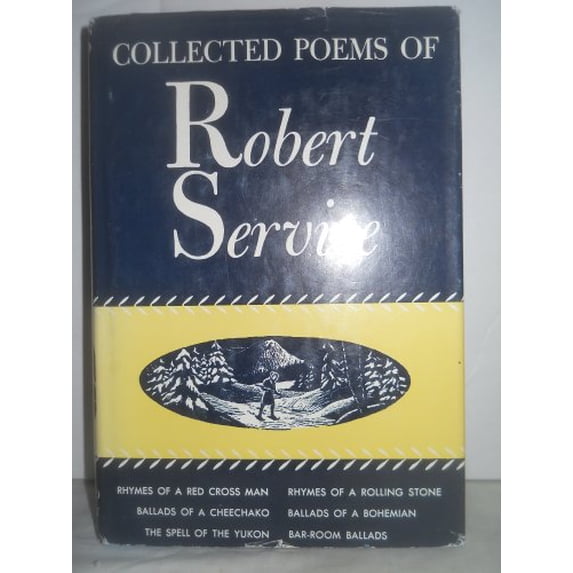 COLLECTED POEMS OF
Robert
Service
RHYMES OF A RED CROSS MAN
RHYMES OF A ROLLING STONE
BALLADS OF A CHEECHAKO
BALLADS OF A BOHEMIAN
THE SPELL OF THE YUKON
BAR-ROOM BALLADS